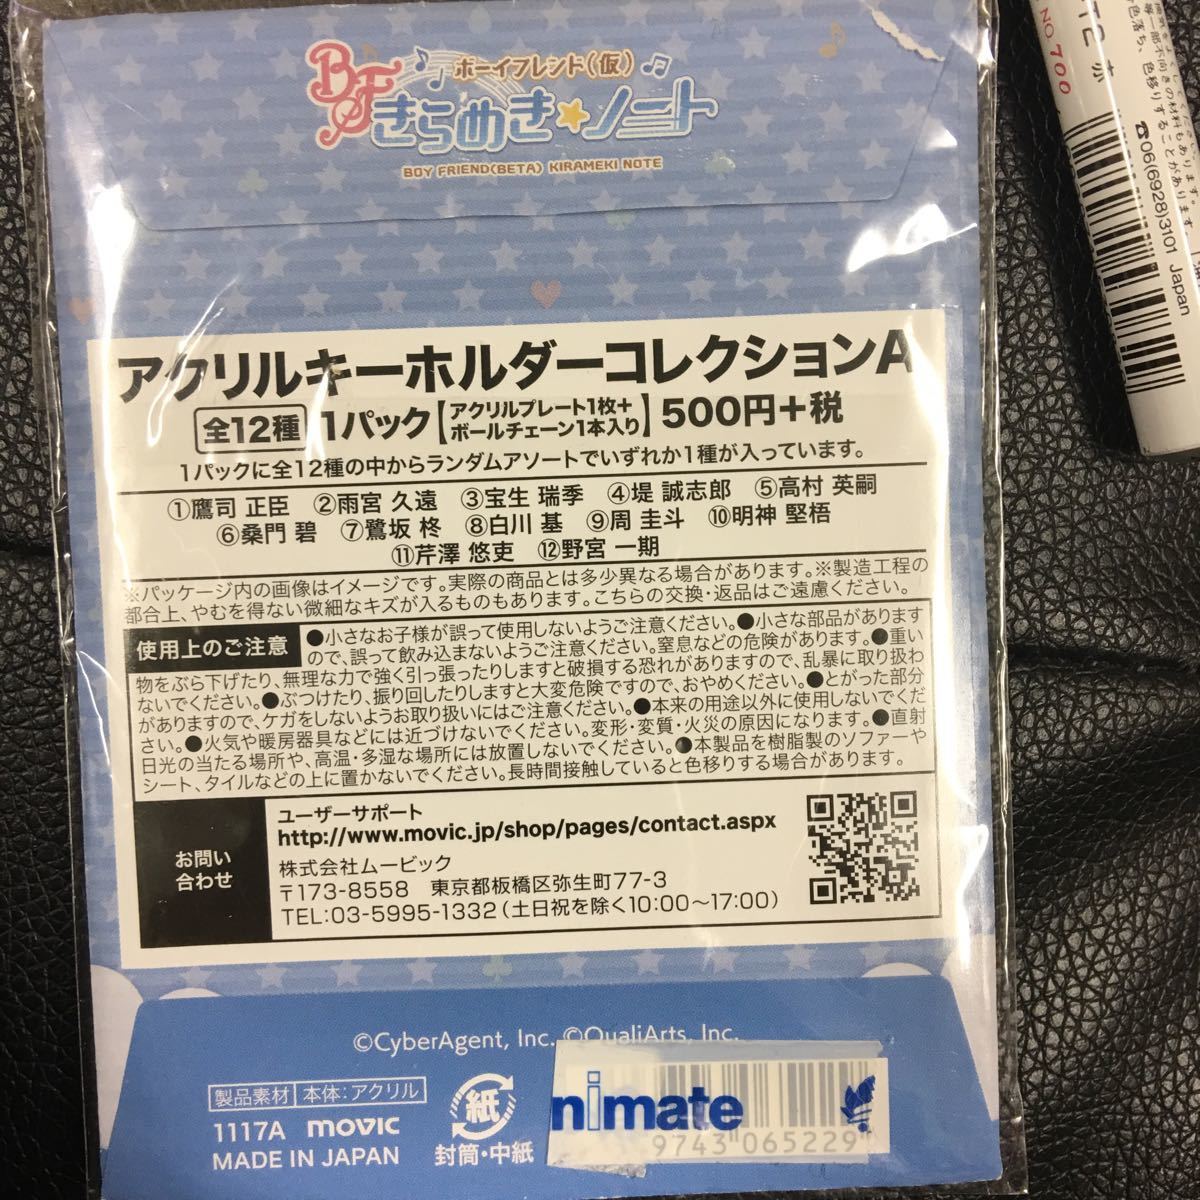 BF
ボーイフレンド(仮)
きらめき☆ノート
BOY FRIEND(BETA) KIRAMEKI NOTE
アクリルキーホルダーコレクションA
全12種 1パック【アクリルプレート1枚+
ボールチェーン1本入り】500円+税
1パックに全12種の中からランダムアソートでいずれか1種が入っています。
①鷹司 正臣 ②雨宮 久遠 ③宝生 瑞季 ④堤 誠志郎 ⑤高村 英嗣
⑥桑門 碧 ⑦鷺坂 柊 ⑧白川 基 ⑨周 圭斗 ⑩明神 堅悟
⑪芹澤 悠吏 ⑫野宮 一期
※パッケージ内の画像はイメージです。実際の商品とは多少異なる場合があります。※製造工程の
都合上、やむを得ない微細なキズが入るものもあります。こちらの交換・返品はご遠慮ください。
使用上のご注意 ●小さなお子様が誤って使用しないようご注意ください。●小さな部品があります
ので、誤って飲み込まないようご注意ください。窒息などの危険があります。●重い
物をぶら下げたり、無理な力で強く引っ張ったりしますと破損する恐れがありますので、乱暴に取り扱わ
ないでください。●ぶつけたり、振り回したりしますと大変危険ですので、おやめください。●とがった部分
がありますので、ケガをしないようお取り扱いにはご注意ください。●本来の用途以外に使用しないでくだ
さい。●火気や暖房器具などには近づけないでください。変形・変質・火災の原因になります。●直射
日光の当たる場所や、高温・多湿な場所には放置しないでください。●本製品を樹脂製のソファーや
シート、タイルなどの上に置かないでください。長時間接触していると色移りする場合があります。
お問い
合わせ
ユーザーサポート
http://www.movic.jp/shop/pages/contact.aspx
株式会社ムービック
〒173-8558 東京都板橋区弥生町77-3
TEL:03-5995-1332(土日祝を除く10:00~17:00)
©CyberAgent, Inc. ©QualiArts, Inc.
製品素材 本体:アクリル
1117A movic
MADE IN JAPAN
紙
封筒・中紙
nimate
9743 065229
NO.700
色落ち、色移りすることがあります。
☎06(6928)3101 Japan